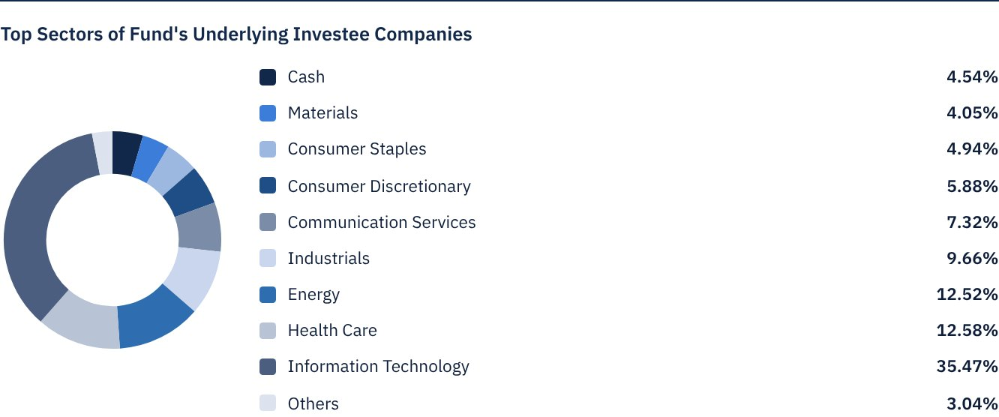 Top Sectors of Fund's Underlying Investee Companies
Cash 4.54%
Materials 4.05%
Consumer Staples 4.94%
Consumer Discretionary 5.88%
Communication Services 7.32%
Industrials 9.66%
Energy 12.52%
Health Care 12.58%
Information Technology 35.47%
Others 3.04%